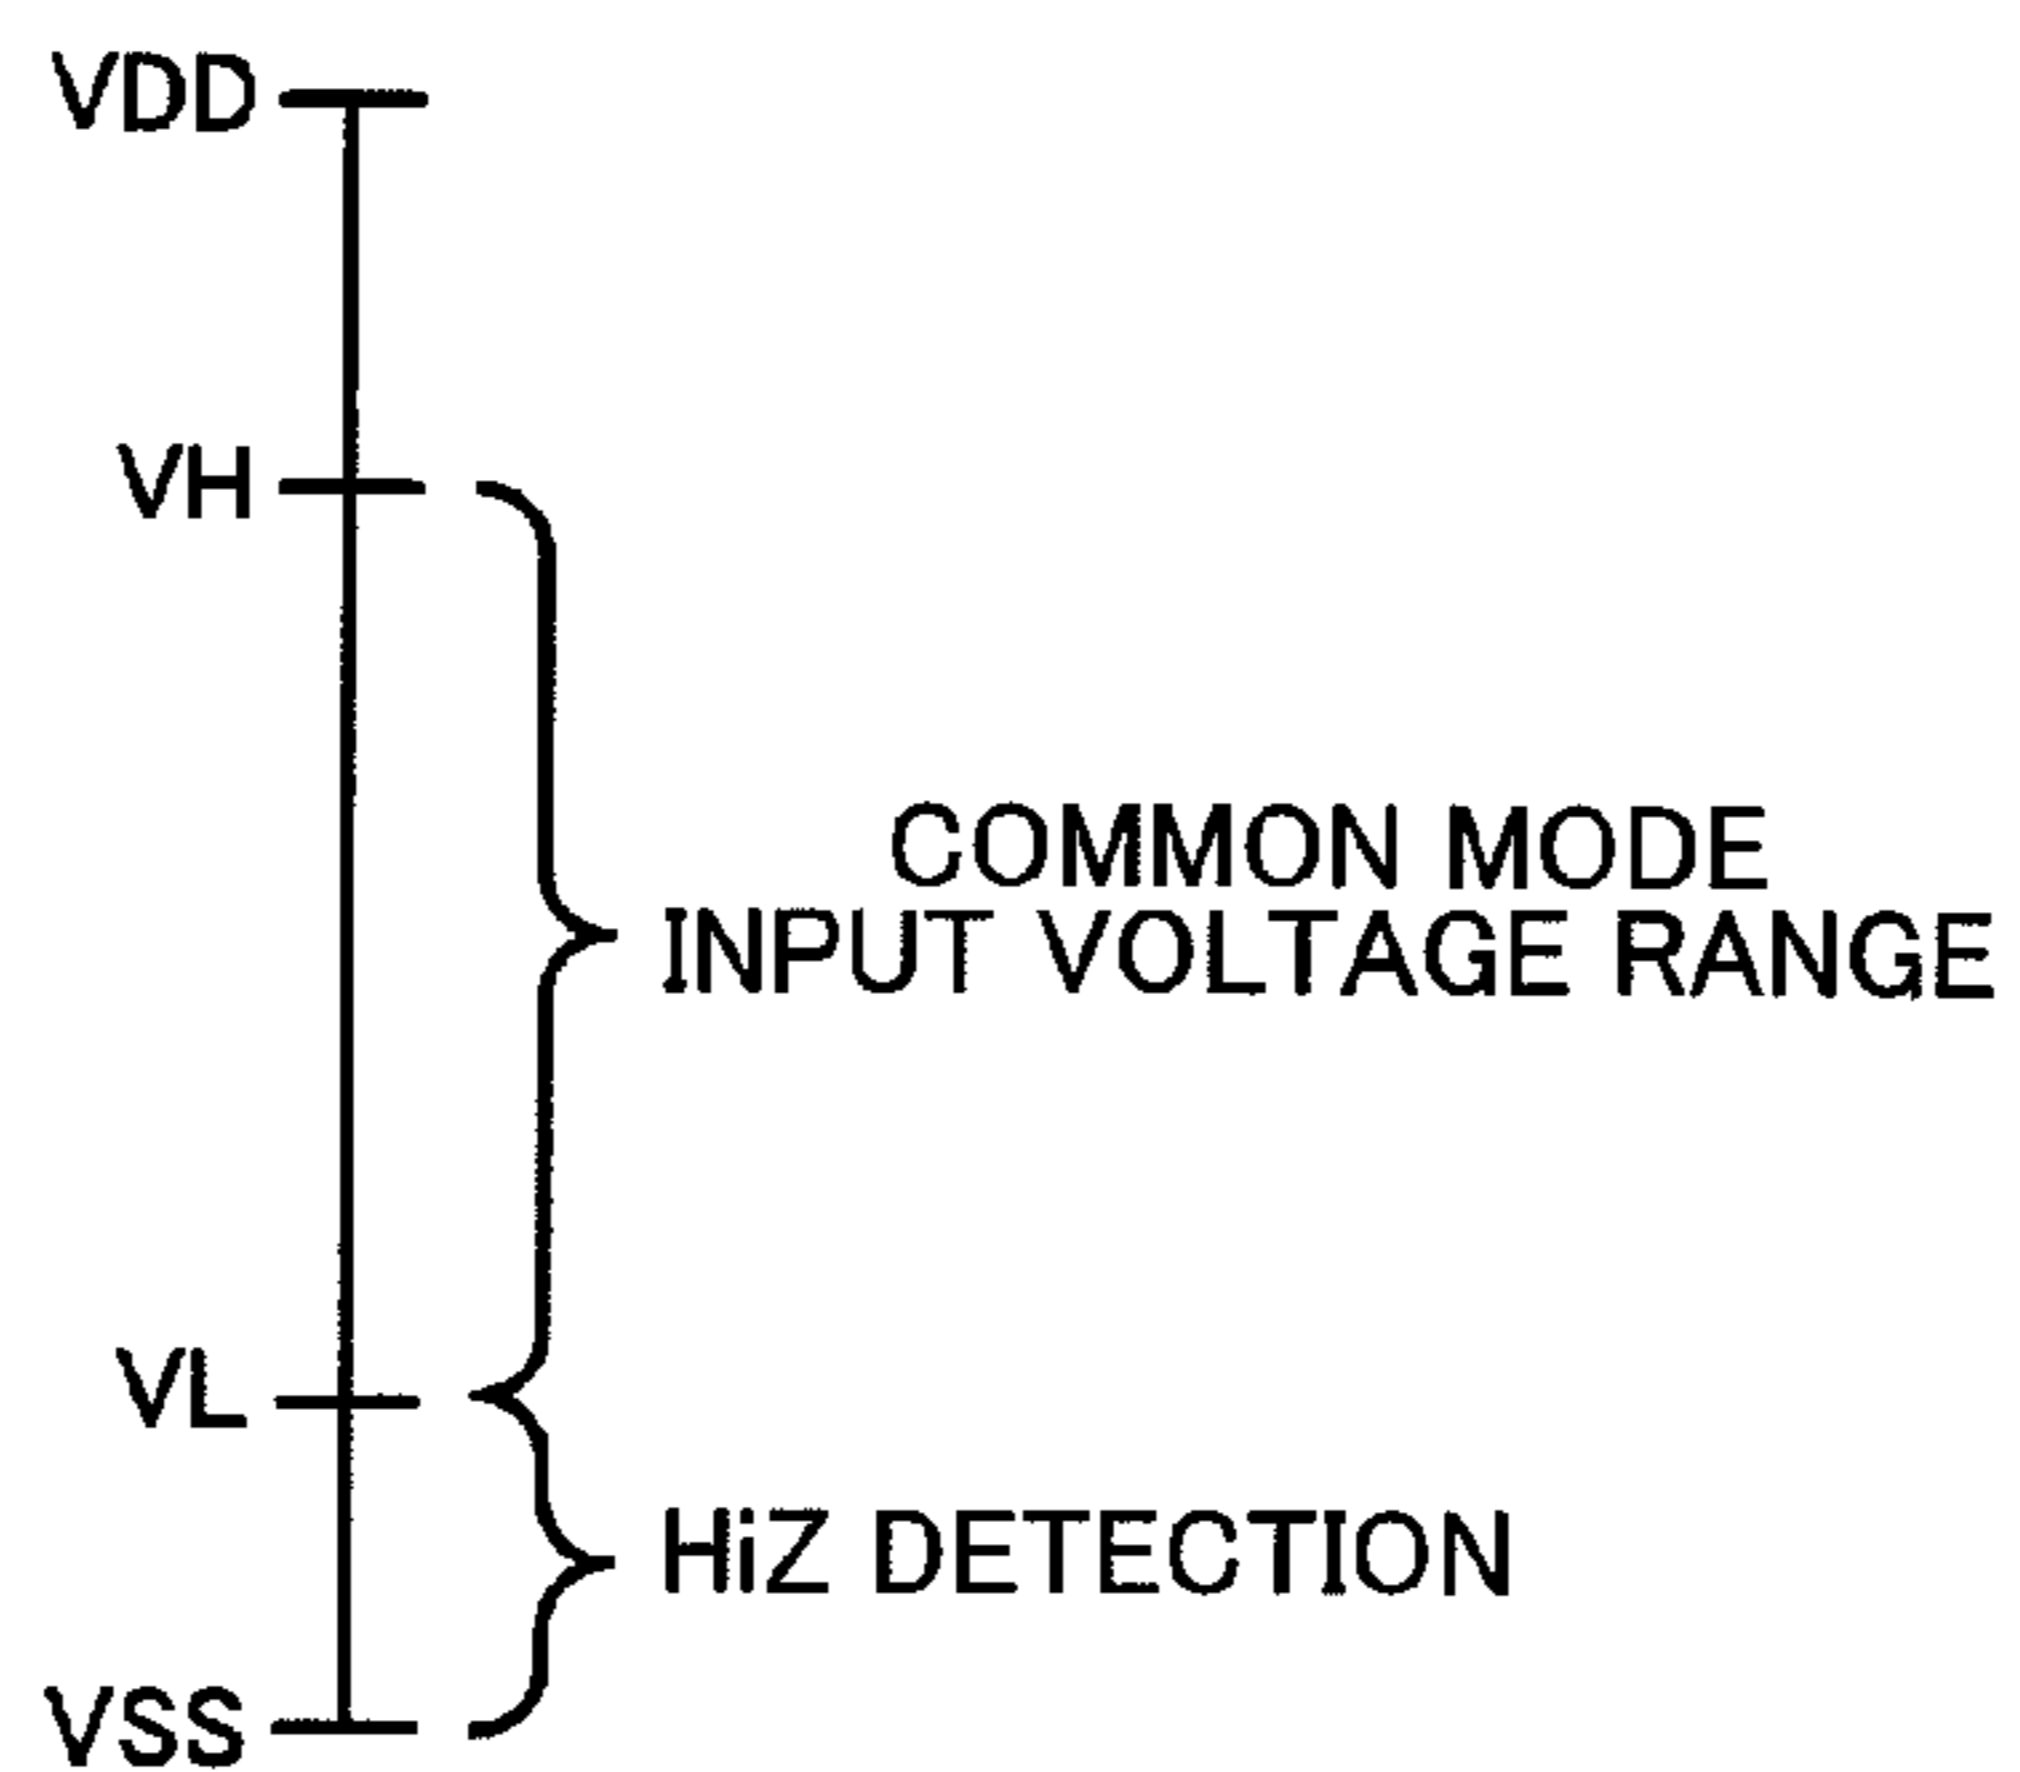 VDD
VH
COMMON MODE
INPUT VOLTAGE RANGE
VL
HiZ DETECTION
VSS